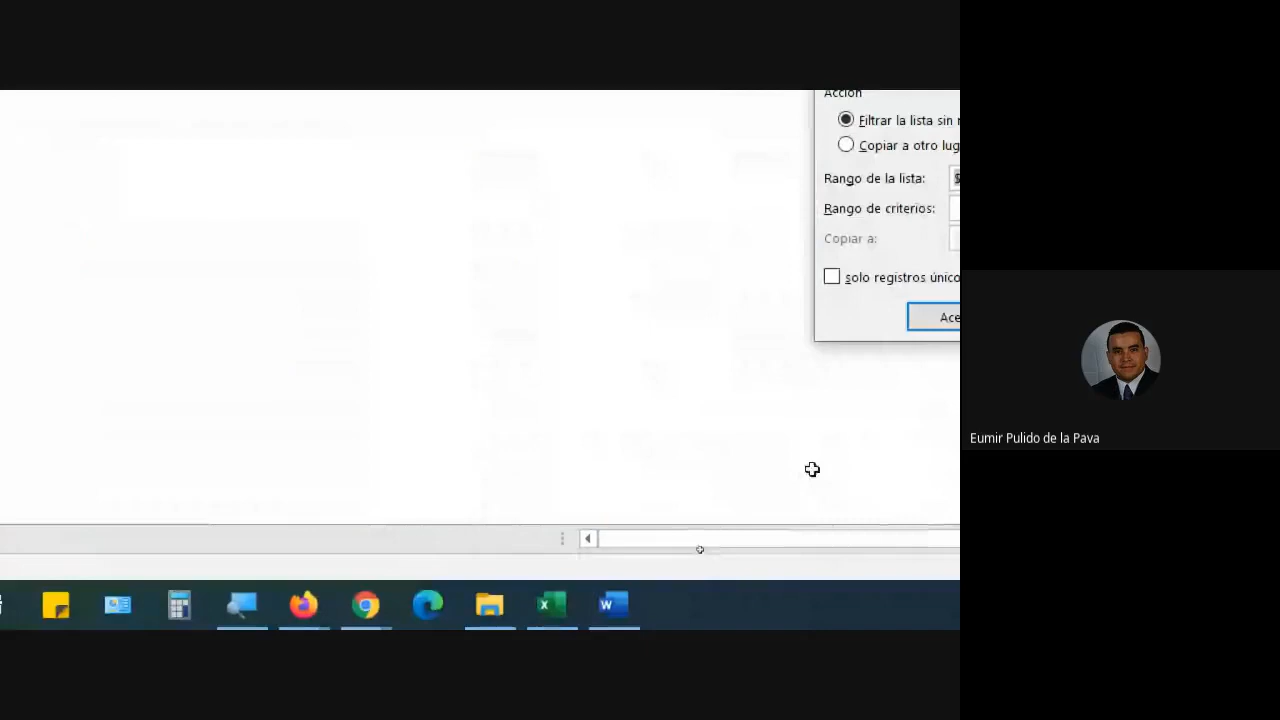 Acción
Filtrar la lista sin
Copiar a otro lug
Rango de la lista:
Rango de criterios:
Copiar a:
solo registros único
Ace
Eumir Pulido de la Pava
X
W